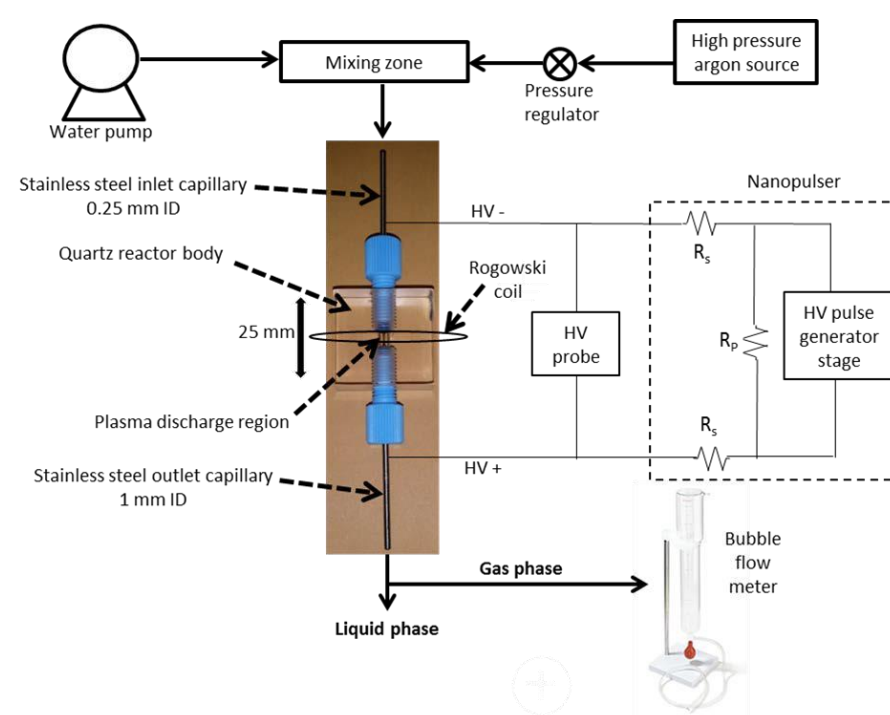 High pressure
argon source
Mixing zone
Pressure
regulator
Water pump
Stainless steel inlet capillary
0.25 mm ID
HV -
Nanopulser
Rs
Quartz reactor body
Rogowski
coil
25 mm
HV
probe
RP
HV pulse
generator
stage
Plasma discharge region
Rs
Stainless steel outlet capillary
1 mm ID
HV +
Bubble
flow
meter
Gas phase
Liquid phase